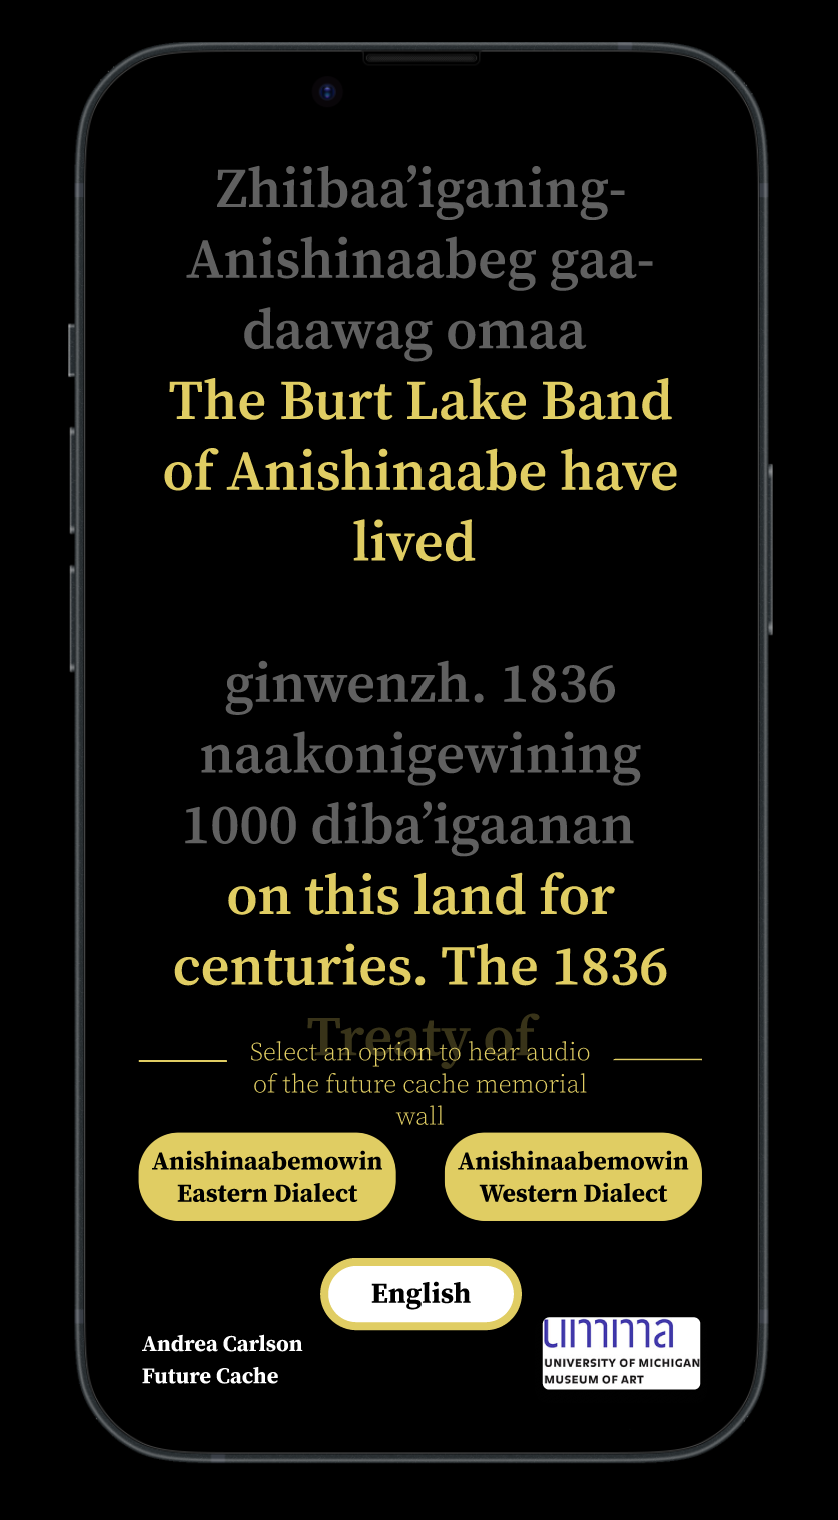 Zhiibaa’iganing-
Anishinaabeg gaa-
daawag omaa
The Burt Lake Band
of Anishinaabe have
lived
ginwenzh. 1836
naakonigewining
1000 diba’igaanan
on this land for
centuries. The 1836
Treaty of
Select an option to hear audio
of the future cache memorial
wall
Anishinaabemowin
Eastern Dialect
Anishinaabemowin
Western Dialect
English
Andrea Carlson
Future Cache
umma
UNIVERSITY OF MICHIGAN
MUSEUM OF ART